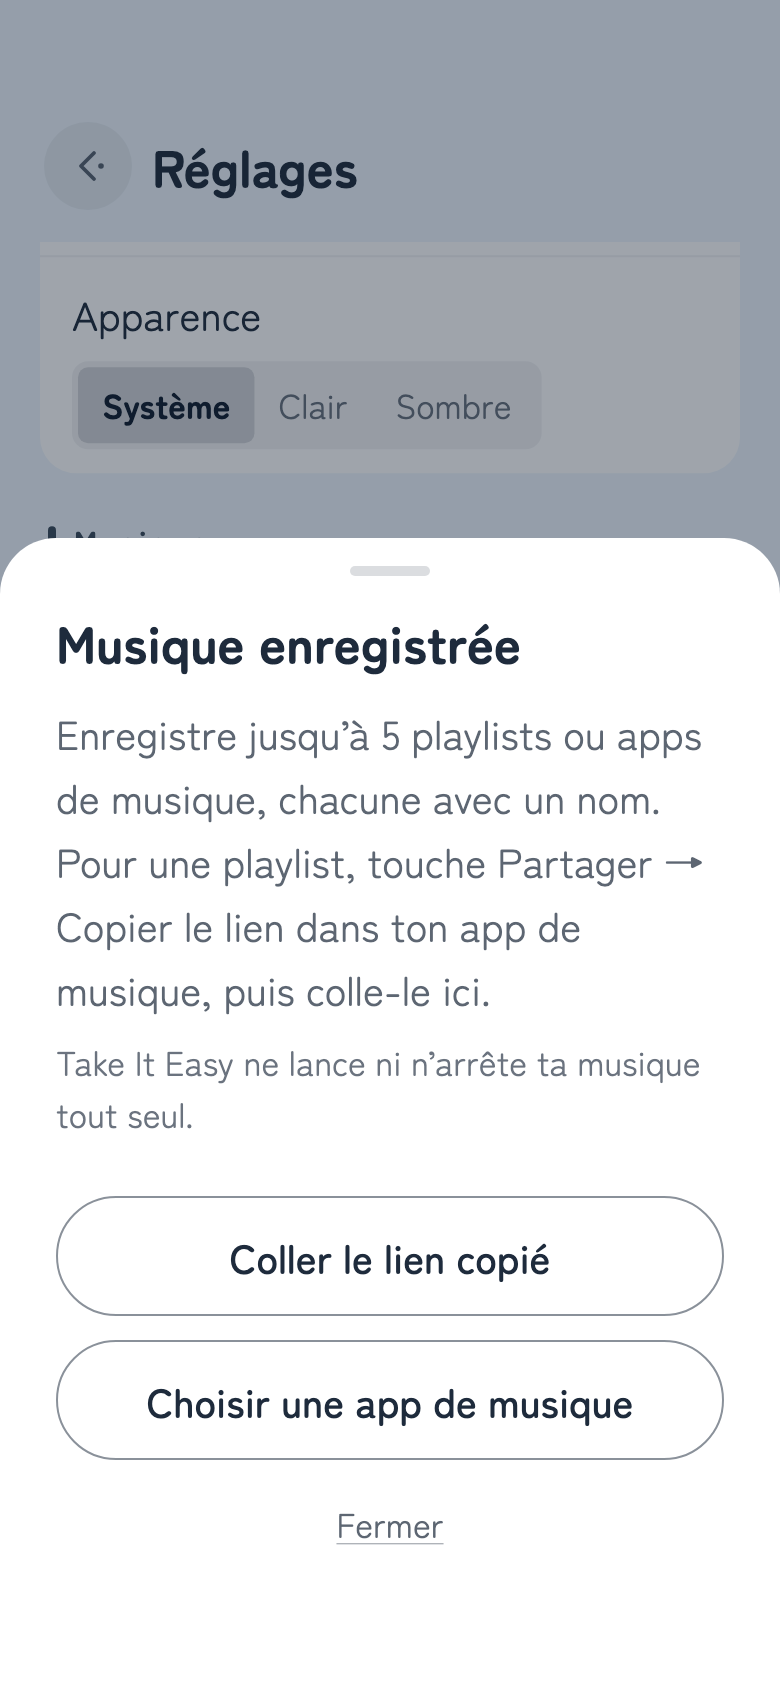 Réglages
Apparence
Système Clair Sombre
Musique enregistrée
Enregistre jusqu’à 5 playlists ou apps
de musique, chacune avec un nom.
Pour une playlist, touche Partager →
Copier le lien dans ton app de
musique, puis colle-le ici.
Take It Easy ne lance ni n’arrête ta musique
tout seul.
Coller le lien copié
Choisir une app de musique
Fermer